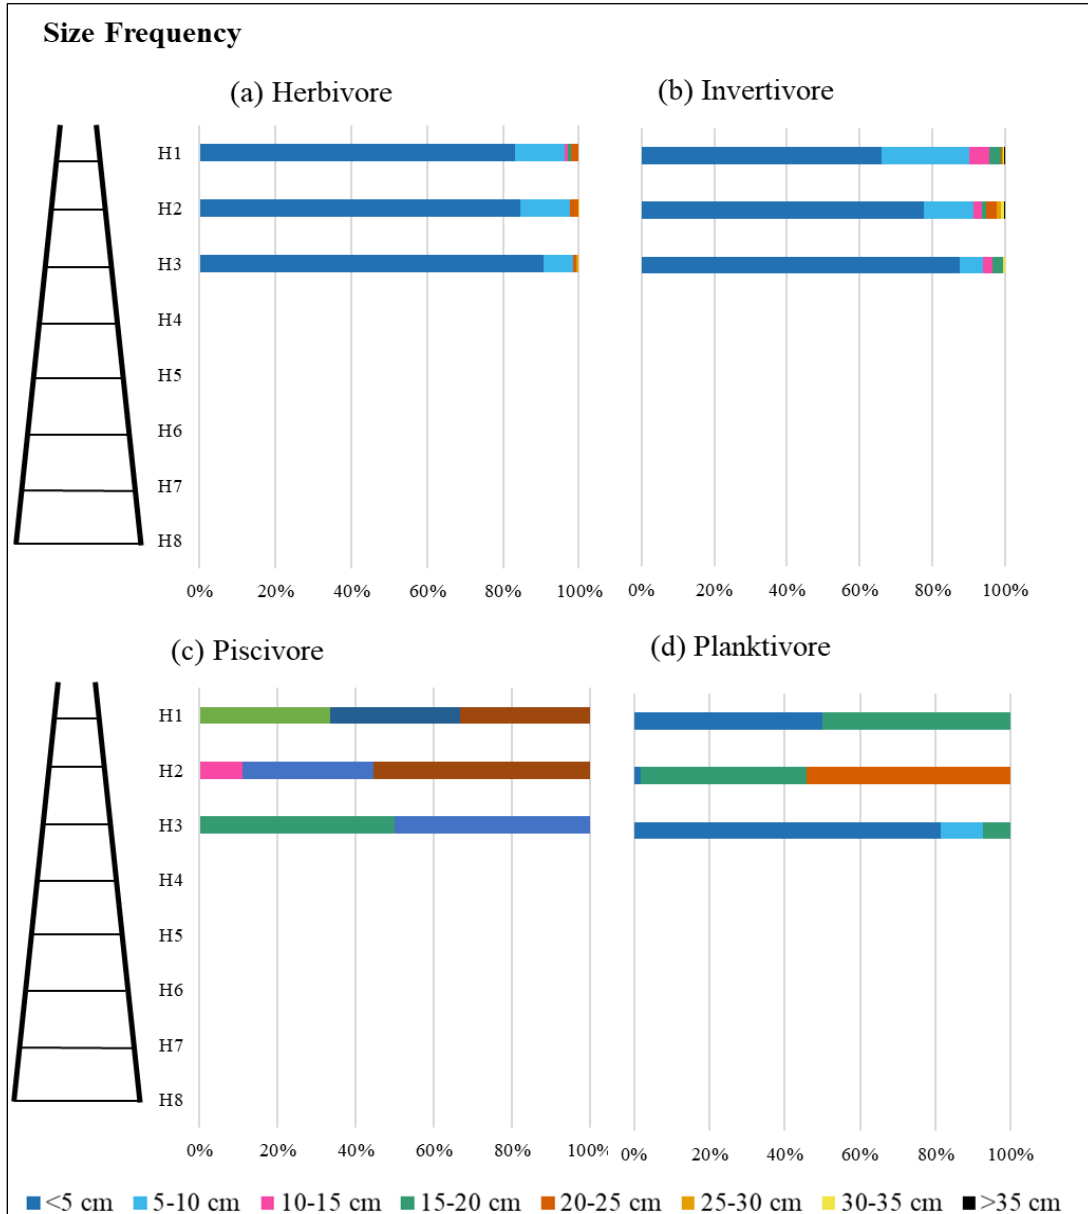 Size Frequency
(a) Herbivore
(b) Invertivore
H1
H2
H3
H4
H5
H6
H7
H8
0% 20% 40% 60% 80% 100%
0% 20% 40% 60% 80% 100%
(c) Piscivore
(d) Planktivore
H1
H2
H3
H4
H5
H6
H7
H8
0% 20% 40% 60% 80% 100%
0% 20% 40% 60% 80% 100%
<5 cm 5-10 cm 10-15 cm 15-20 cm 20-25 cm 25-30 cm 30-35 cm >35 cm